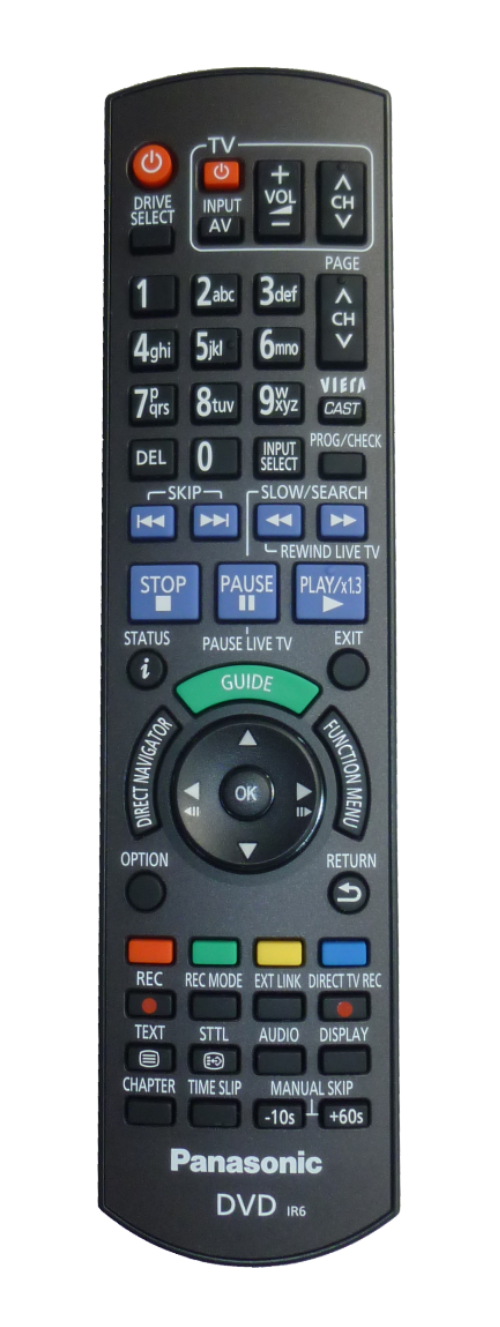 TV
DRIVE
SELECT
INPUT
AV
+
VOL
−
CH
PAGE
1 2abc 3def
CH
4ghi 5jkl 6mno
7pqrs 8tuv 9wxyz
VIERA
CAST
DEL 0 INPUT
SELECT
PROG/CHECK
SKIP SLOW/SEARCH
REWIND LIVE TV
STOP PAUSE PLAY/x1.3
STATUS PAUSE LIVE TV EXIT
i
GUIDE
DIRECT NAVIGATOR
FUNCTION MENU
OK
OPTION RETURN
REC REC MODE EXT LINK DIRECT TV REC
TEXT STTL AUDIO DISPLAY
CHAPTER TIME SLIP MANUAL SKIP
-10s +60s
Panasonic
DVD IR6